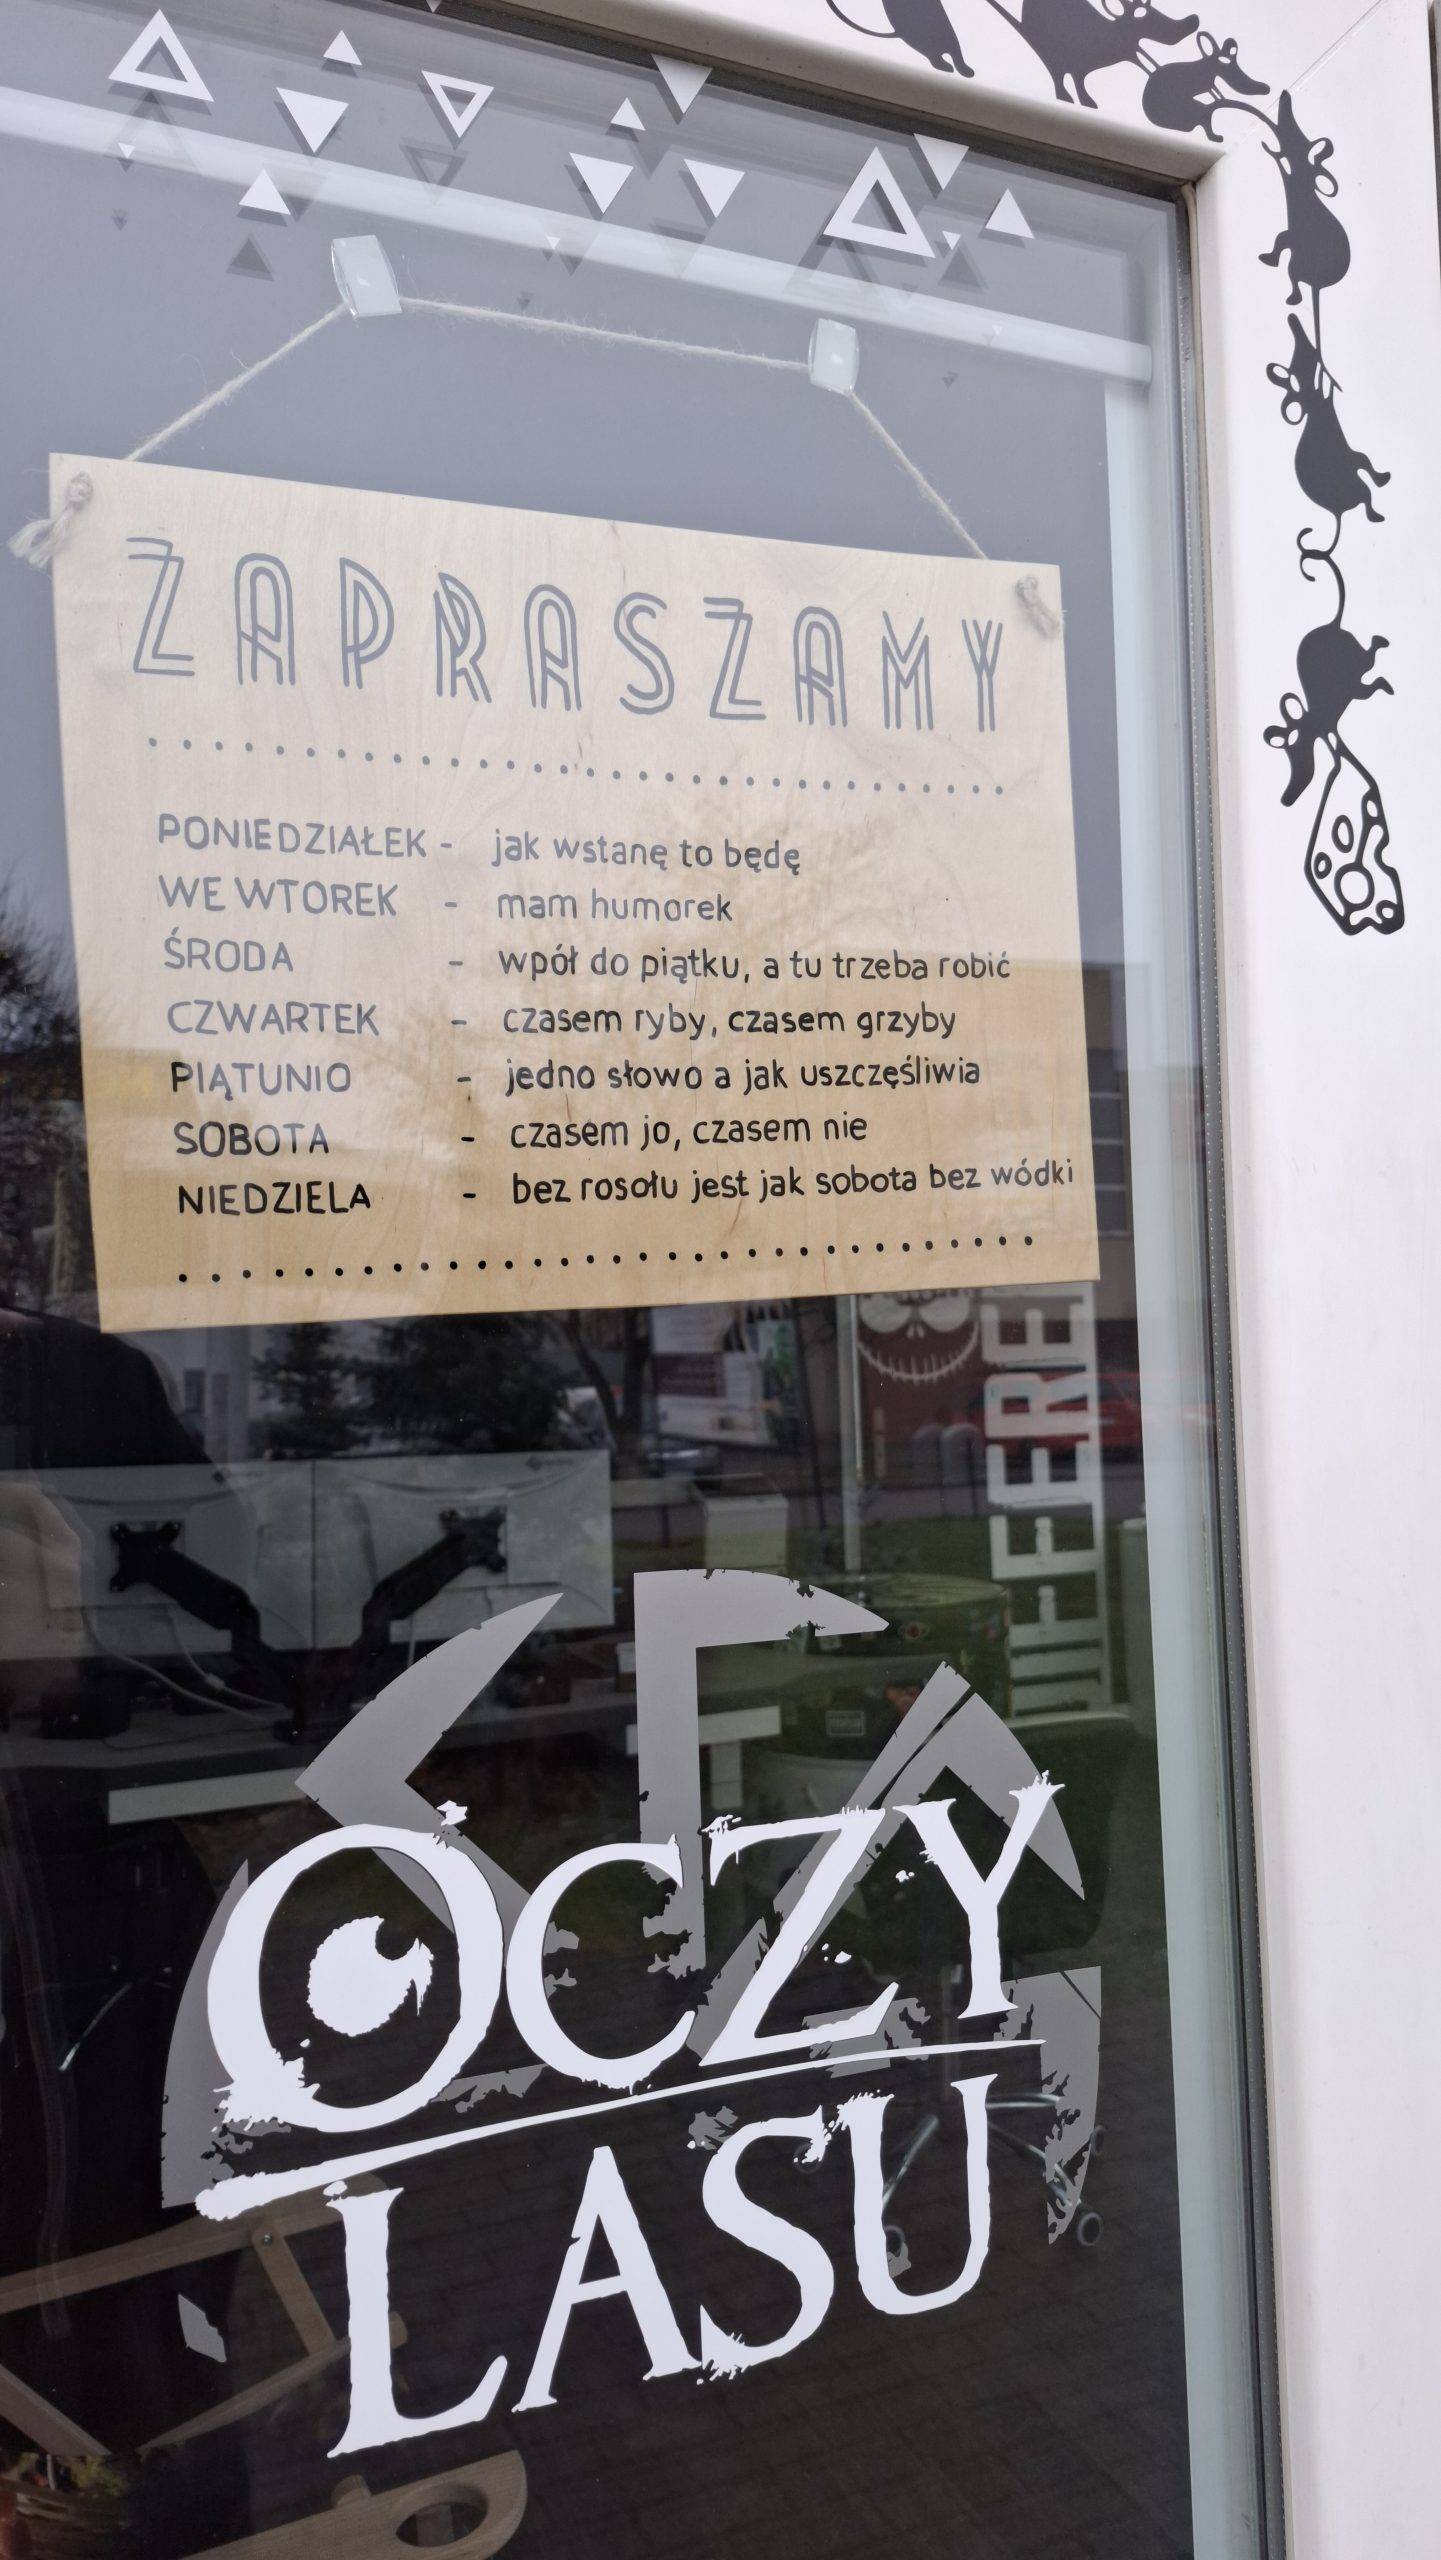 ZAPRASZAMY
PONIEDZIAŁEK - jak wstanę to będę
WE WTOREK - mam humorek
ŚRODA - wpół do piątku, a tu trzeba robić
CZWARTEK - czasem ryby, czasem grzyby
PIĄTUNIO - jedno słowo a jak uszczęśliwia
SOBOTA - czasem jo, czasem nie
NIEDZIELA - bez rosołu jest jak sobota bez wódki
OCZY
LASU